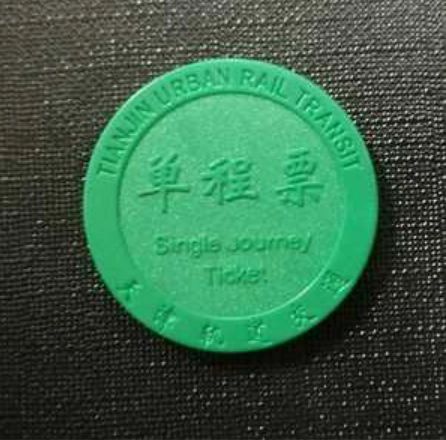 TIANJIN URBAN RAIL TRANSIT
单程票
Single Journey
Ticket
天津轨道交通